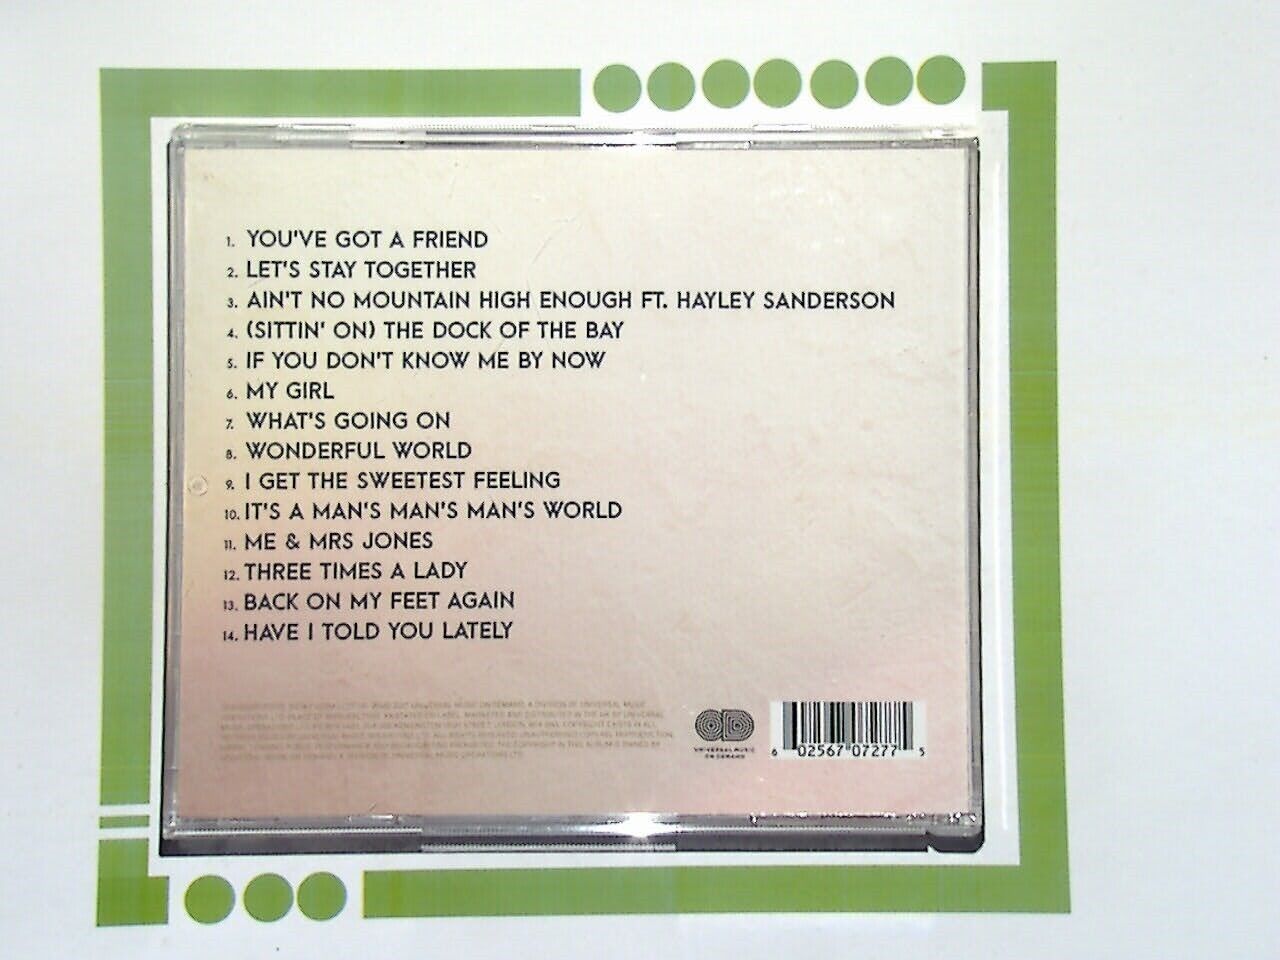 1. YOU'VE GOT A FRIEND
2. LET'S STAY TOGETHER
3. AIN'T NO MOUNTAIN HIGH ENOUGH FT. HAYLEY SANDERSON
4. (SITTIN' ON) THE DOCK OF THE BAY
5. IF YOU DON'T KNOW ME BY NOW
6. MY GIRL
7. WHAT'S GOING ON
8. WONDERFUL WORLD
9. I GET THE SWEETEST FEELING
10. IT'S A MAN'S MAN'S MAN'S WORLD
11. ME & MRS JONES
12. THREE TIMES A LADY
13. BACK ON MY FEET AGAIN
14. HAVE I TOLD YOU LATELY
UNIVERSAL MUSIC
ON DEMAND
6 02567 07277 5